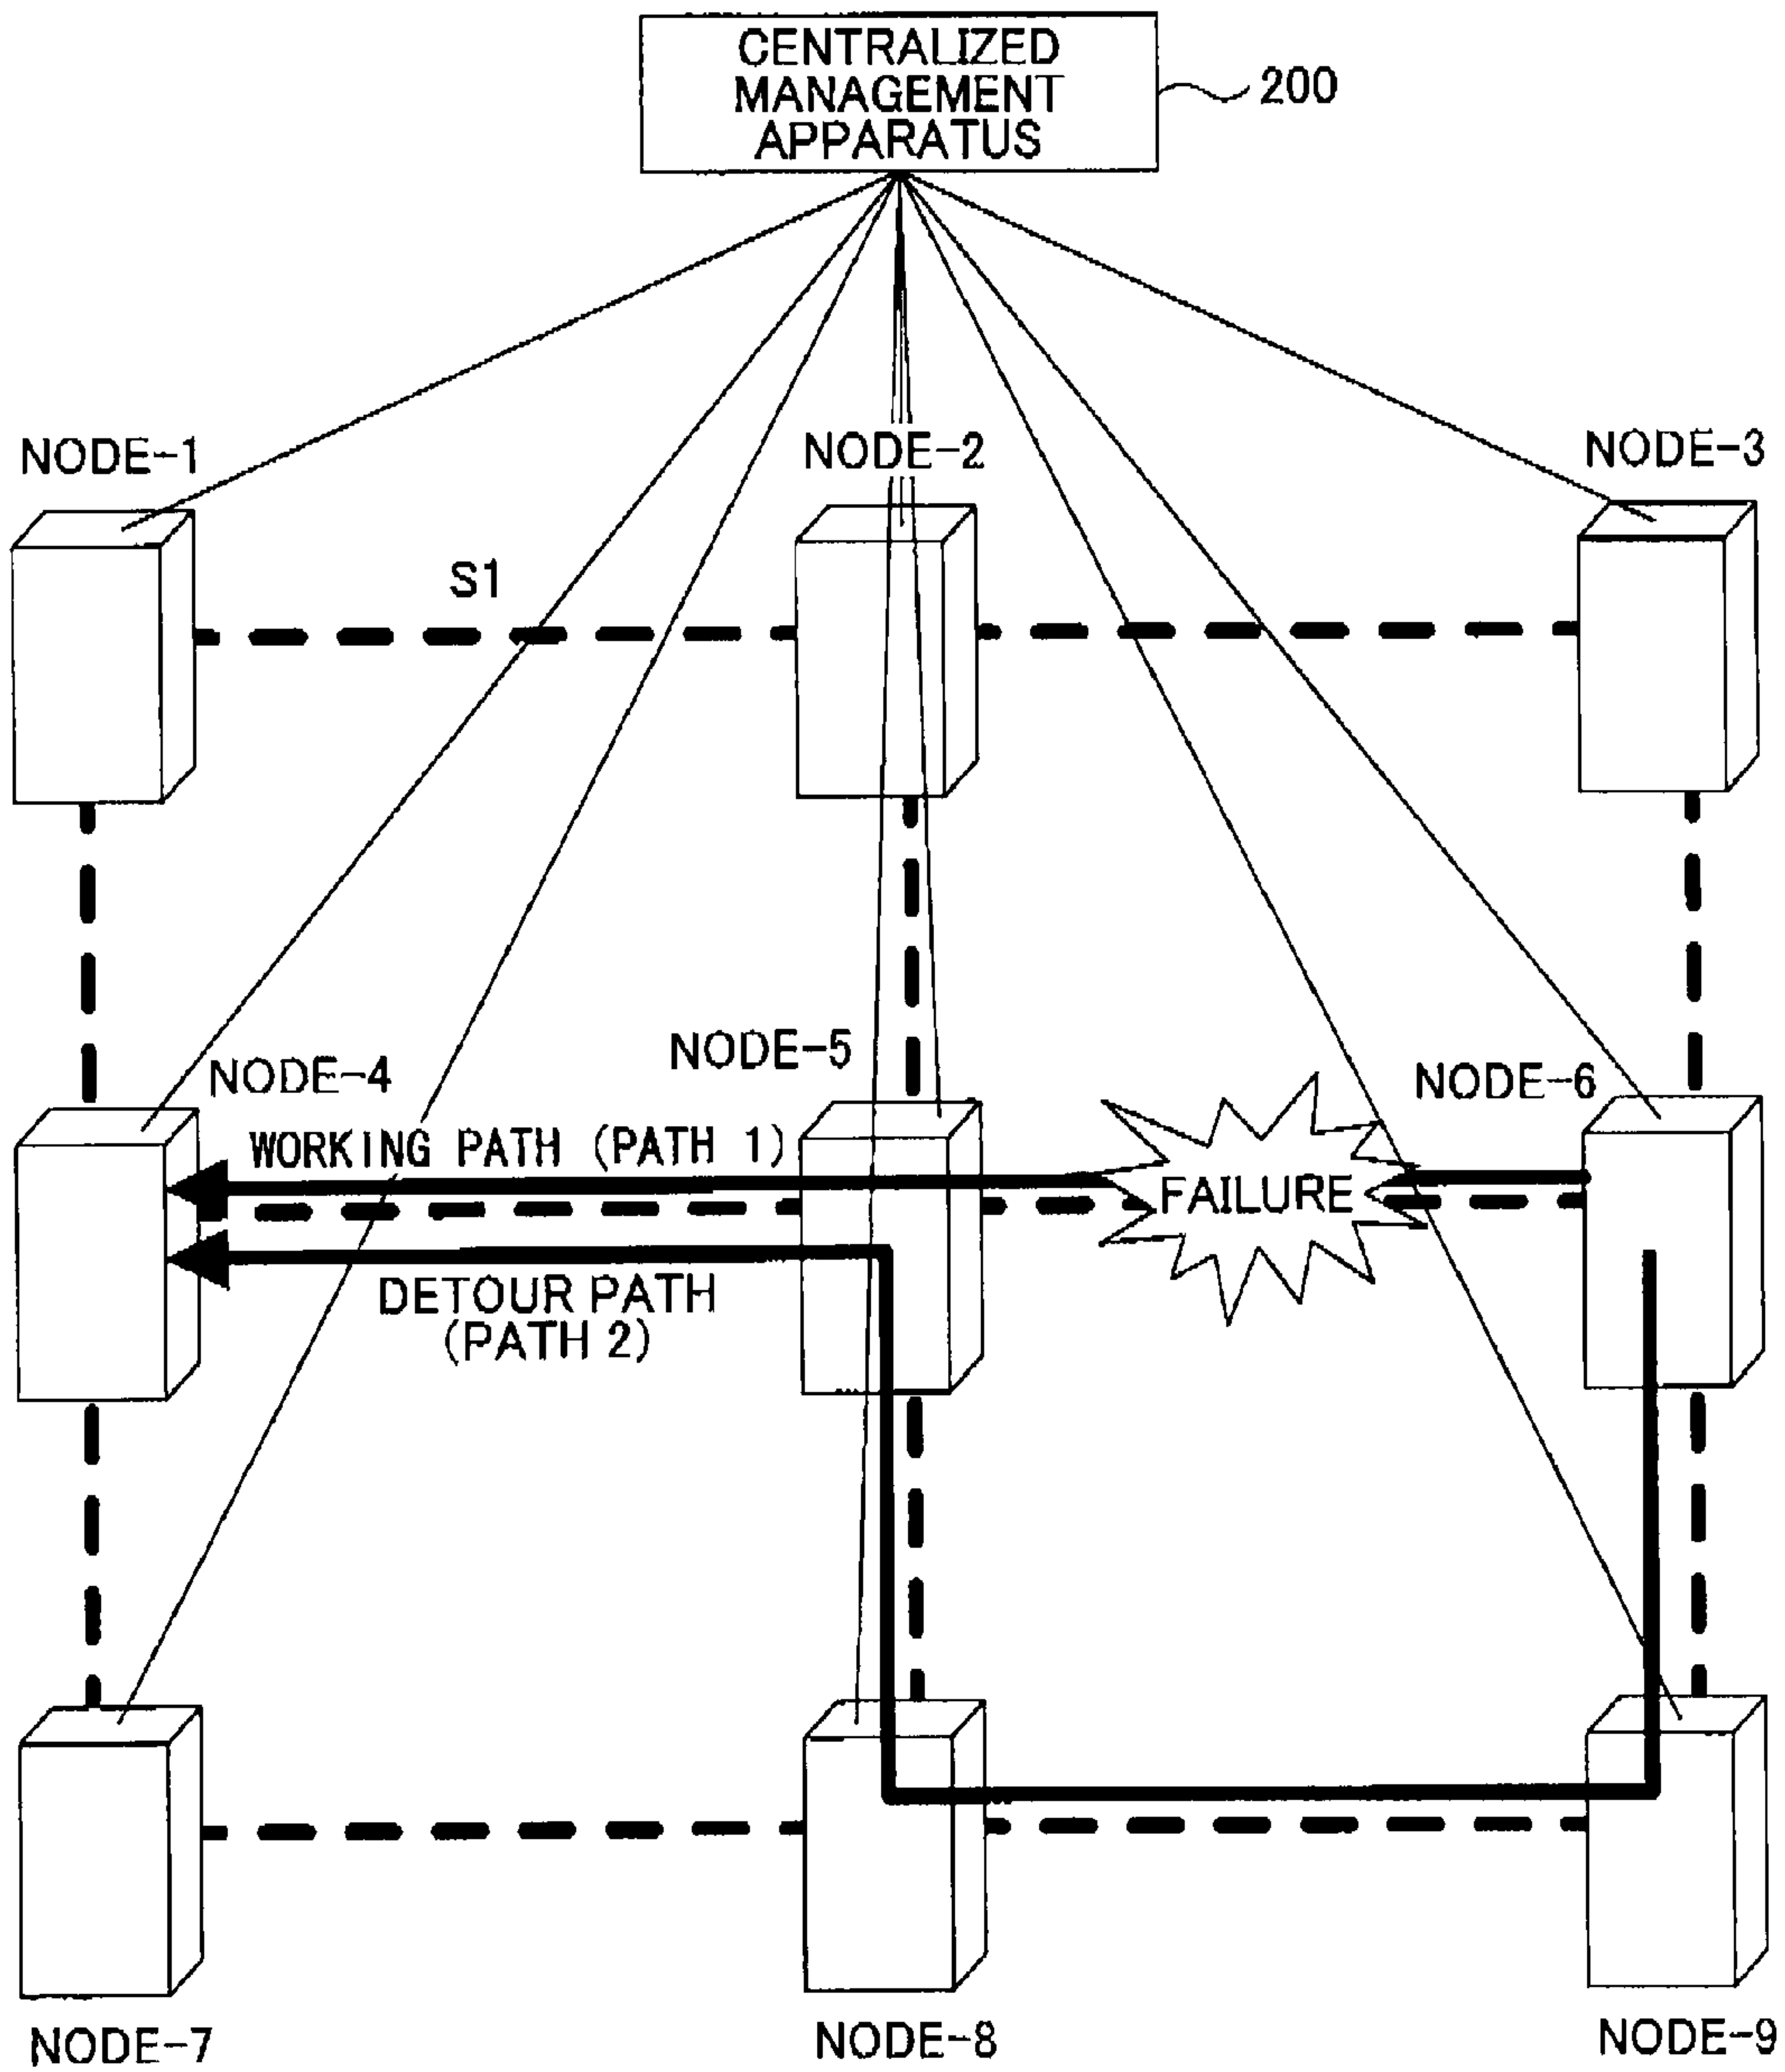 CENTRALIZED
MANAGEMENT
APPARATUS
200
NODE-1
NODE-2
NODE-3
S1
NODE-4
NODE-5
NODE-6
WORKING PATH (PATH 1)
FAILURE
DETOUR PATH
(PATH 2)
NODE-7
NODE-8
NODE-9